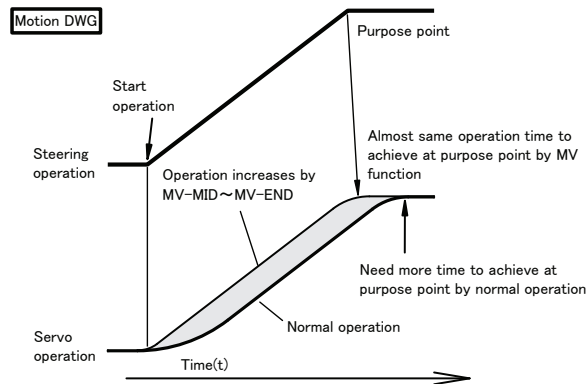 Motion DWG
Purpose point
Start
operation
Almost same operation time to
achieve at purpose point by MV
function
Steering
operation
Operation increases by
MV-MID～MV-END
Need more time to achieve at
purpose point by normal operation
Normal operation
Servo
operation
Time(t)